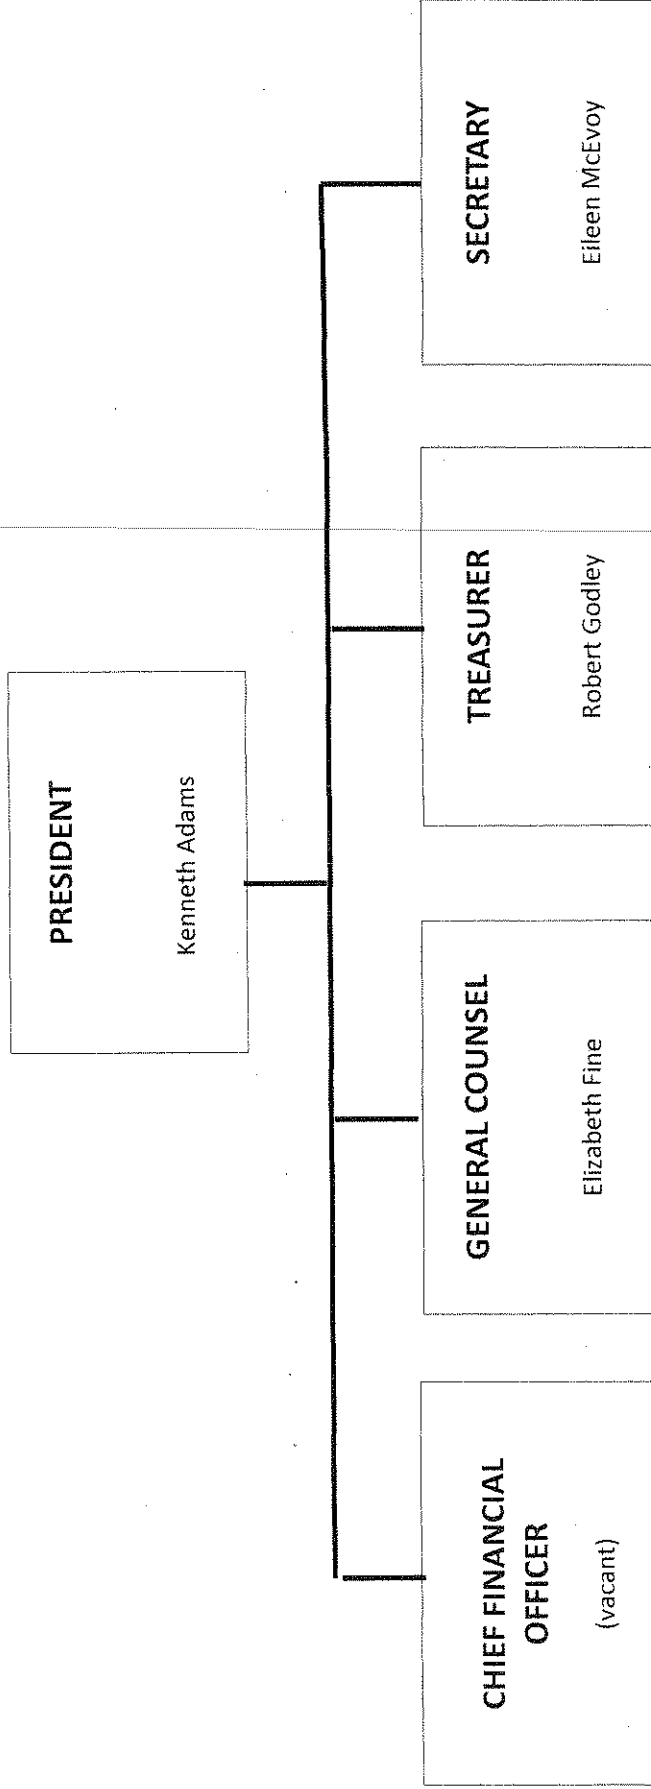 PRESIDENT
Kenneth Adams
CHIEF FINANCIAL
OFFICER
(vacant)
GENERAL COUNSEL
Elizabeth Fine
TREASURER
Robert Godley
SECRETARY
Eileen McEvoy